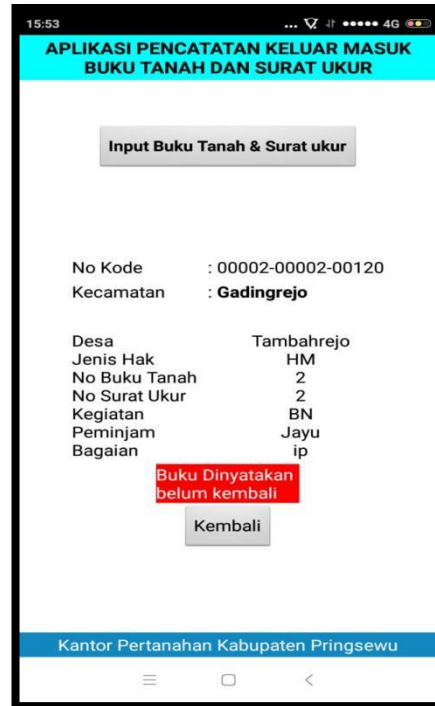 15:53 ... 4G
APLIKASI PENCATATAN KELUAR MASUK
BUKU TANAH DAN SURAT UKUR
Input Buku Tanah & Surat ukur
No Kode : 00002-00002-00120
Kecamatan : Gadingrejo
Desa Tambahrejo
Jenis Hak HM
No Buku Tanah 2
No Surat Ukur 2
Kegiatan BN
Peminjam Jayu
Bagaian ip
Buku Dinyatakan
belum kembali
Kembali
Kantor Pertanahan Kabupaten Pringsewu